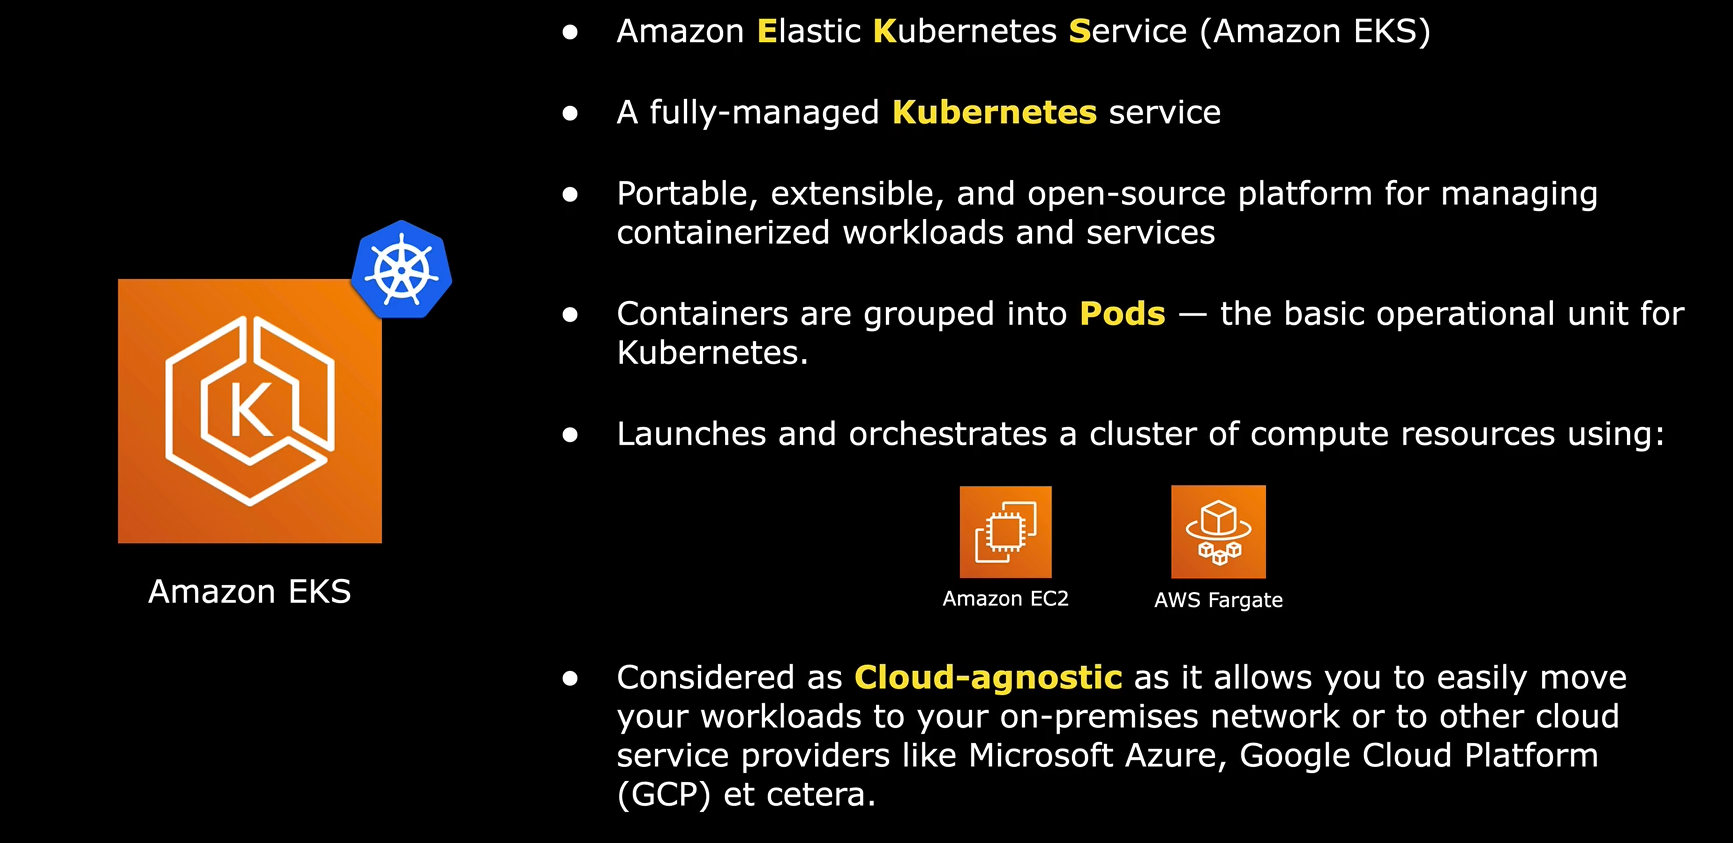 ● Amazon Elastic Kubernetes Service (Amazon EKS)
● A fully-managed Kubernetes service
● Portable, extensible, and open-source platform for managing
containerized workloads and services
● Containers are grouped into Pods — the basic operational unit for
Kubernetes.
● Launches and orchestrates a cluster of compute resources using:
Amazon EC2
AWS Fargate
● Considered as Cloud-agnostic as it allows you to easily move
your workloads to your on-premises network or to other cloud
service providers like Microsoft Azure, Google Cloud Platform
(GCP) et cetera.
K
Amazon EKS